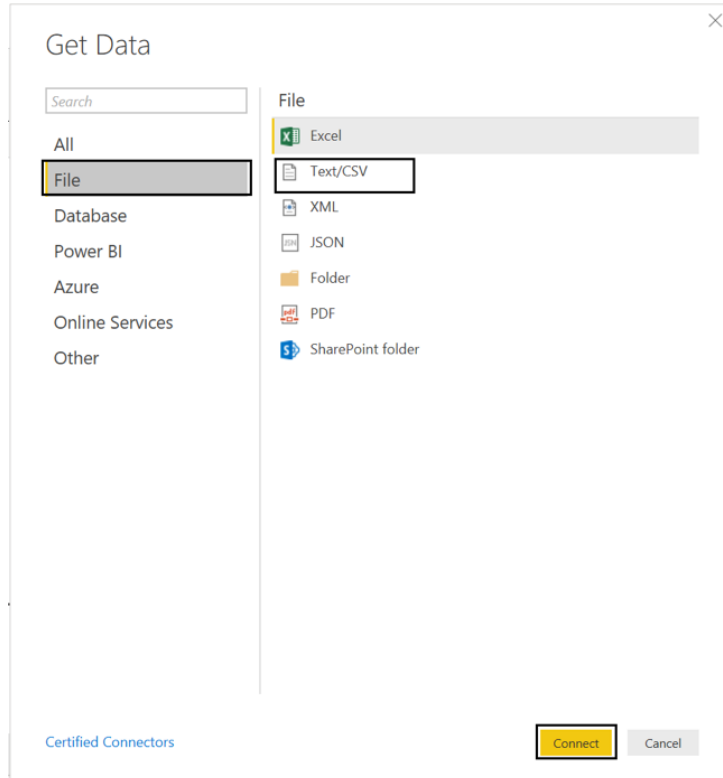 Get Data
Search
All
File
Database
Power BI
Azure
Online Services
Other
File
Excel
Text/CSV
XML
JSON
Folder
PDF
SharePoint folder
Certified Connectors
Connect
Cancel